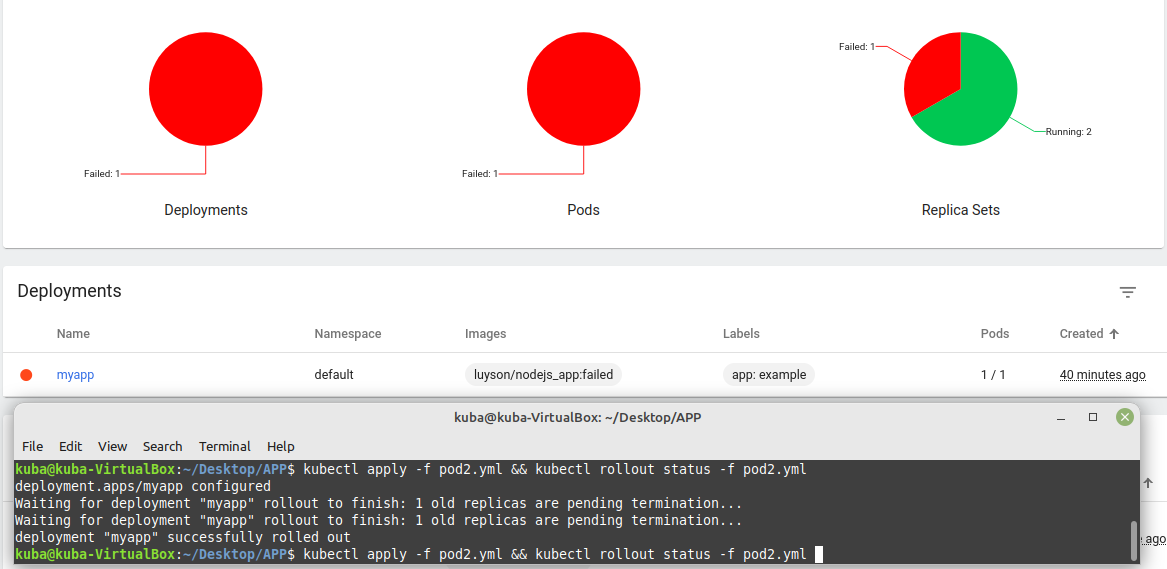 Failed: 1
Failed: 1
Failed: 1
Running: 2
Deployments Pods Replica Sets
Deployments
Name Namespace Images Labels Pods Created
myapp default luyson/nodejs_app:failed app: example 1 / 1 40 minutes ago
kuba@kuba-VirtualBox: ~/Desktop/APP
File Edit View Search Terminal Help
kuba@kuba-VirtualBox:~/Desktop/APP$ kubectl apply -f pod2.yml && kubectl rollout status -f pod2.yml
deployment.apps/myapp configured
Waiting for deployment "myapp" rollout to finish: 1 old replicas are pending termination...
Waiting for deployment "myapp" rollout to finish: 1 old replicas are pending termination...
deployment "myapp" successfully rolled out
kuba@kuba-VirtualBox:~/Desktop/APP$ kubectl apply -f pod2.yml && kubectl rollout status -f pod2.yml
ago